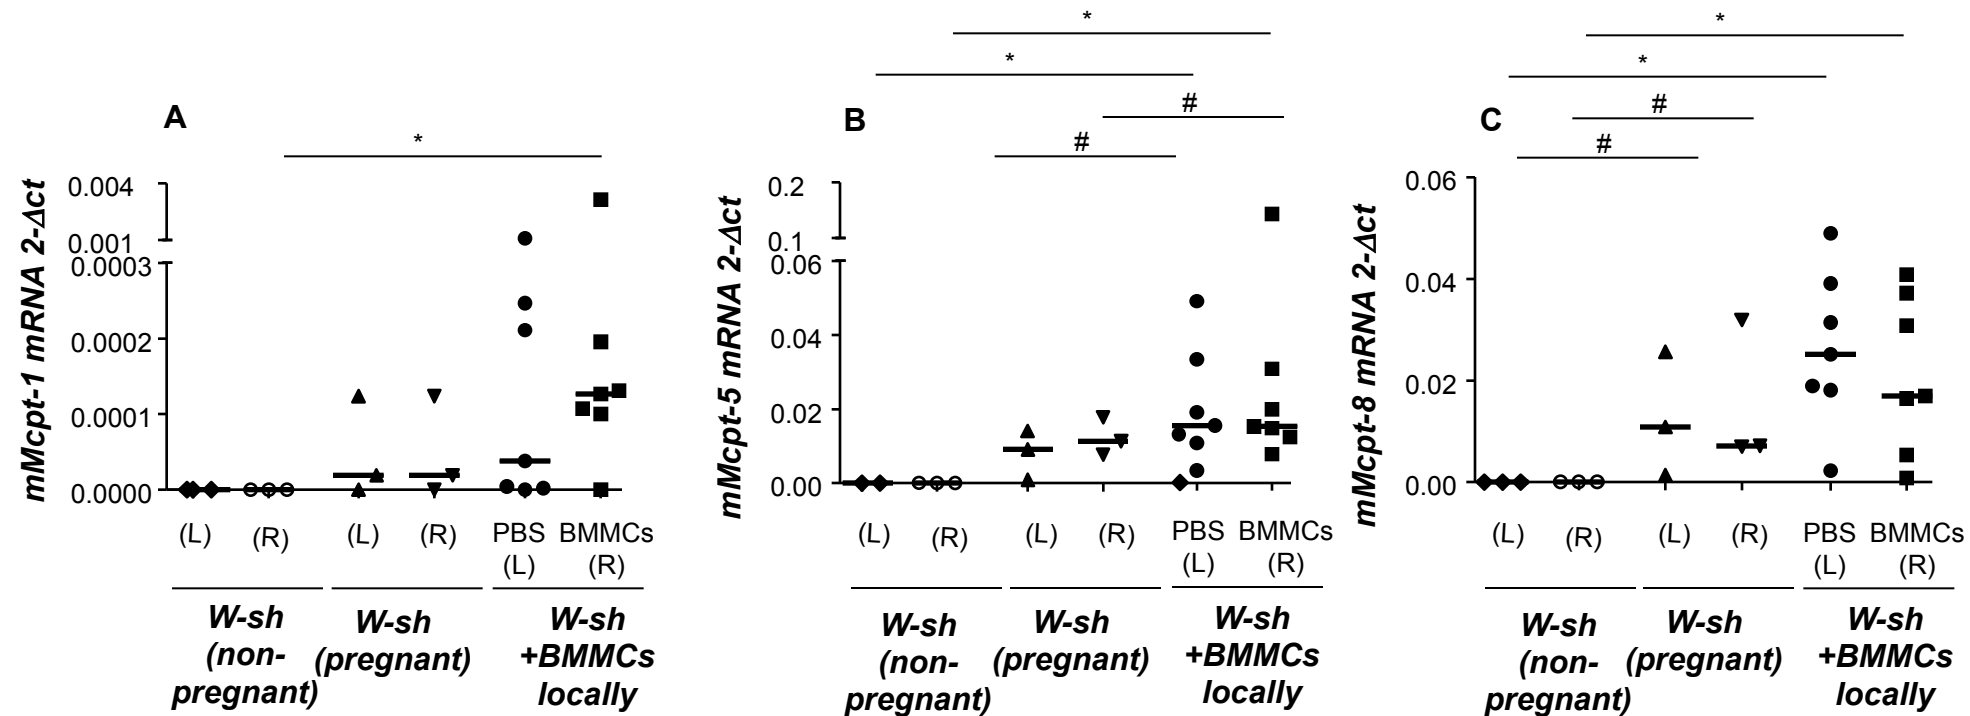 A
*
mMcpt-1 mRNA 2-Δct
0.004
0.001
0.0003
0.0002
0.0001
0.0000
(L)
(R)
(L)
(R)
PBS
(L)
BMMCs
(R)
W-sh
(non-
pregnant)
W-sh
(pregnant)
W-sh
+BMMCs
locally
B
*
*
#
#
mMcpt-5 mRNA 2-Δct
0.2
0.1
0.06
0.04
0.02
0.00
(L)
(R)
(L)
(R)
PBS
(L)
BMMCs
(R)
W-sh
(non-
pregnant)
W-sh
(pregnant)
W-sh
+BMMCs
locally
C
*
*
#
#
mMcpt-8 mRNA 2-Δct
0.06
0.04
0.02
0.00
(L)
(R)
(L)
(R)
PBS
(L)
BMMCs
(R)
W-sh
(non-
pregnant)
W-sh
(pregnant)
W-sh
+BMMCs
locally